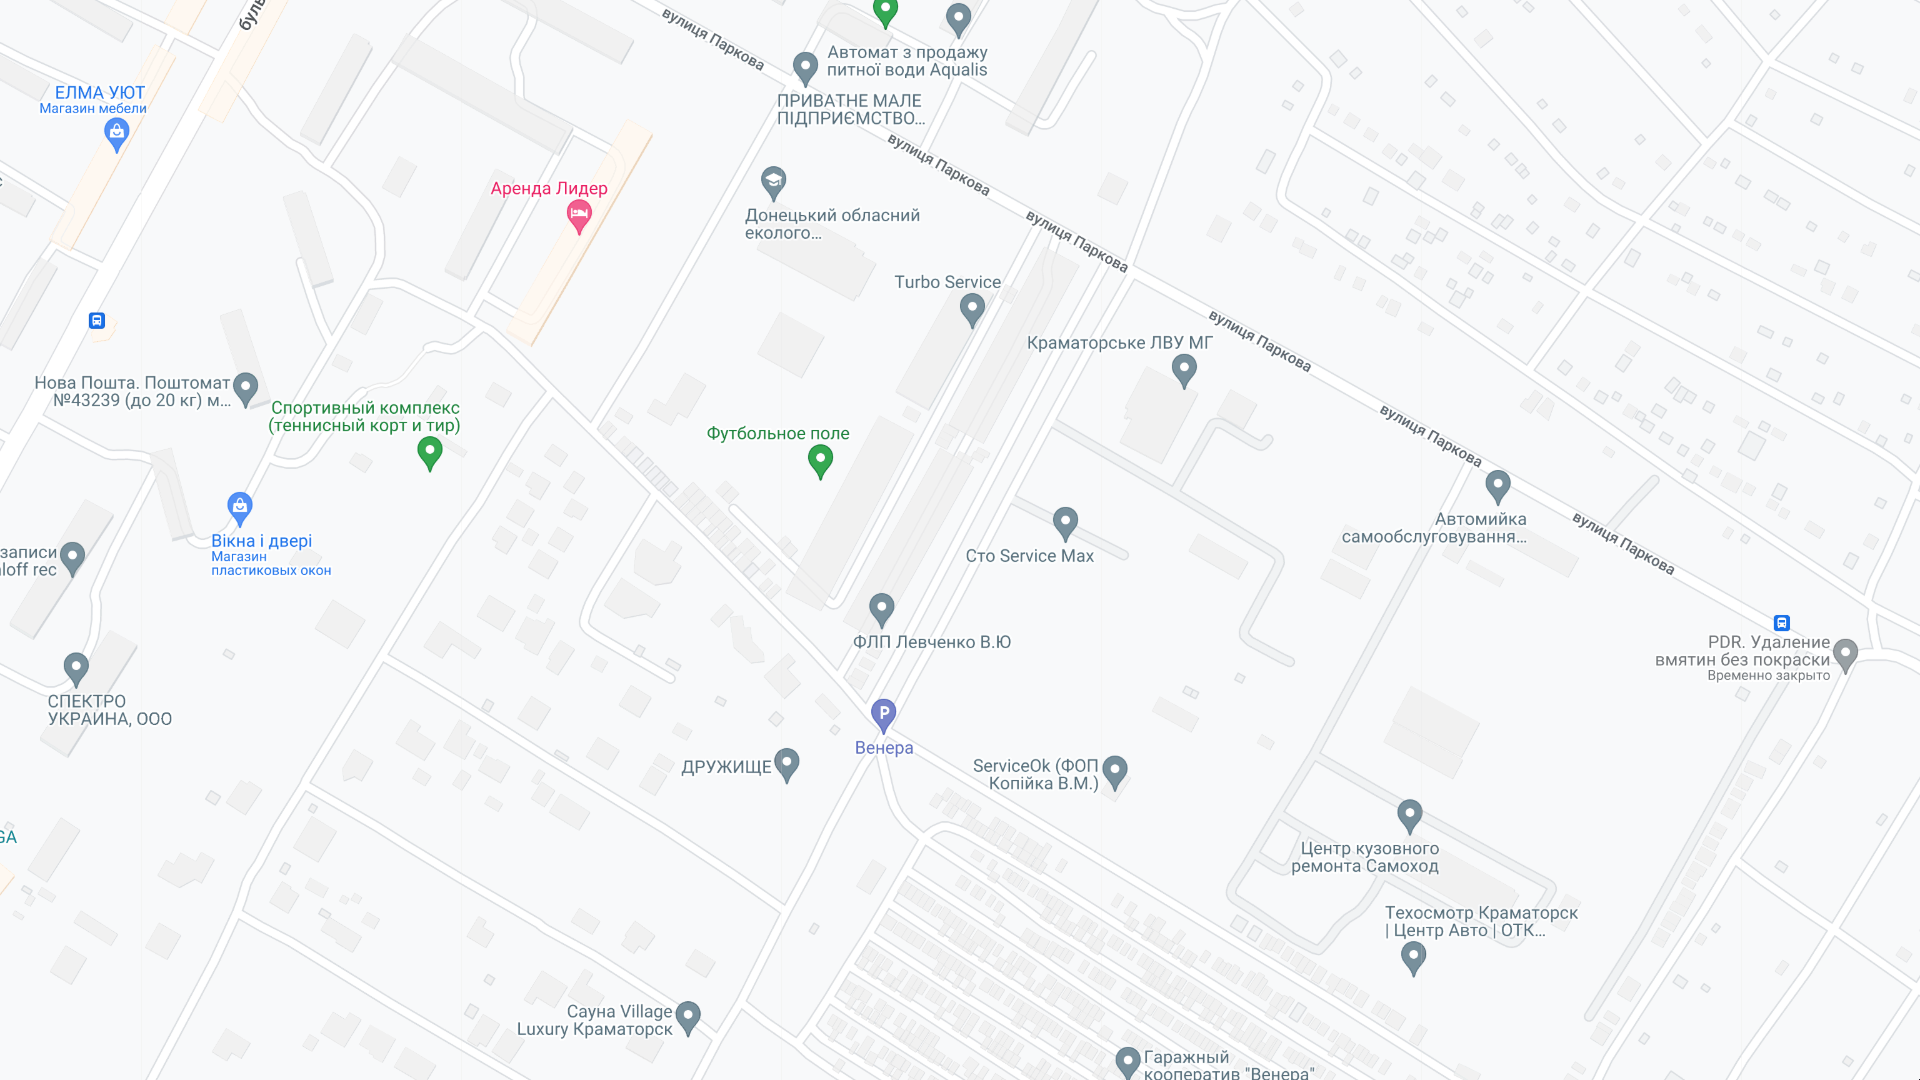 буль
вулиця Паркова
Автомат з продажу
питної води Aqualis
ЕЛМА УЮТ
Магазин мебели
ПРИВАТНЕ МАЛЕ
ПІДПРИЄМСТВО...
вулиця Паркова
с
Аренда Лидер
Донецький обласний
еколого...
вулиця Паркова
Turbo Service
вулиця Паркова
Краматорське ЛВУ МГ
Нова Пошта. Поштомат
№43239 (до 20 кг) м...
Спортивный комплекс
(теннисный корт и тир)
Футбольное поле
вулиця Паркова
Автомийка
самообслуговування...
вулиця Паркова
Вікна і двері
Магазин
пластиковых окон
записи
loff rec
Сто Service Max
ФЛП Левченко В.Ю
PDR. Удаление
вмятин без покраски
Временно закрыто
СПЕКТРО
УКРАИНА, ООО
P
Венера
ДРУЖИЩЕ
ServiceOk (ФОП
Копійка В.М.)
GA
Центр кузовного
ремонта Самоход
Техосмотр Краматорск
| Центр Авто | ОТК...
Сауна Village
Luxury Краматорск
Гаражный
кооператив "Венера"